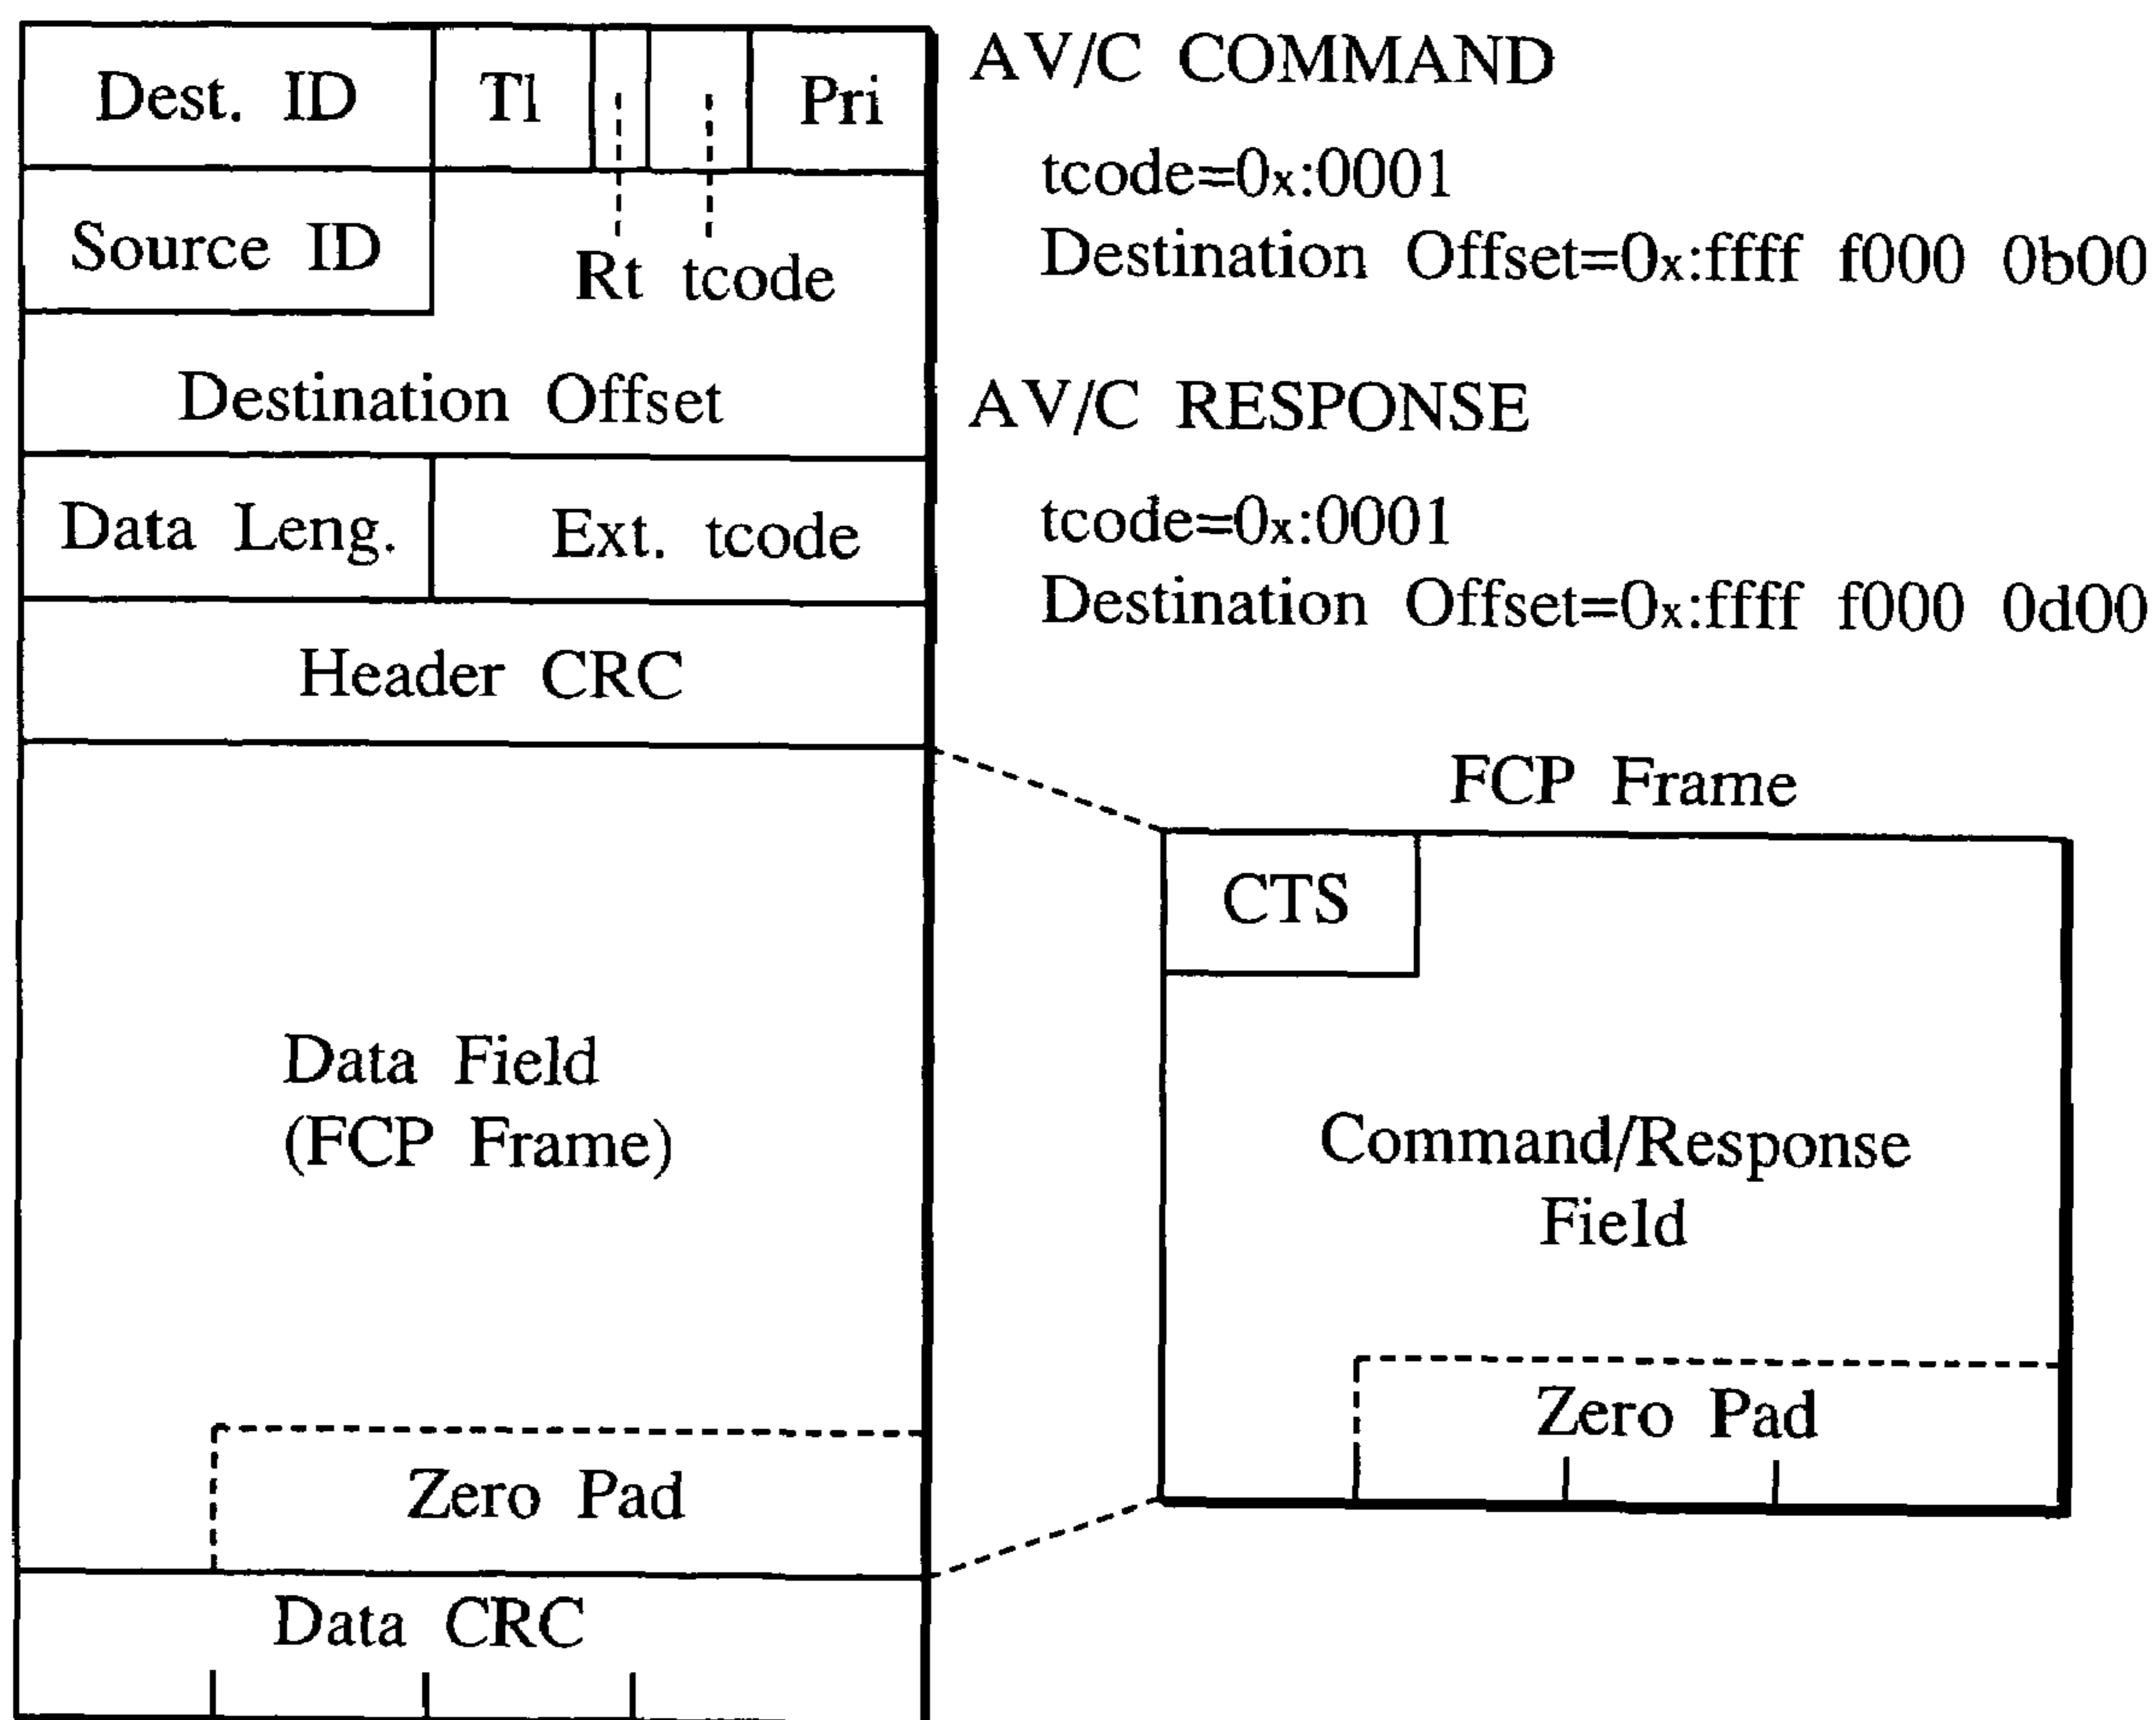 Dest. ID Tl Pri
Source ID
Rt tcode
Destination Offset
Data Leng. Ext. tcode
Header CRC
Data Field
(FCP Frame)
Zero Pad
Data CRC
AV/C COMMAND
tcode=0x:0001
Destination Offset=0x:ffff f000 0b00
AV/C RESPONSE
tcode=0x:0001
Destination Offset=0x:ffff f000 0d00
FCP Frame
CTS
Command/Response
Field
Zero Pad